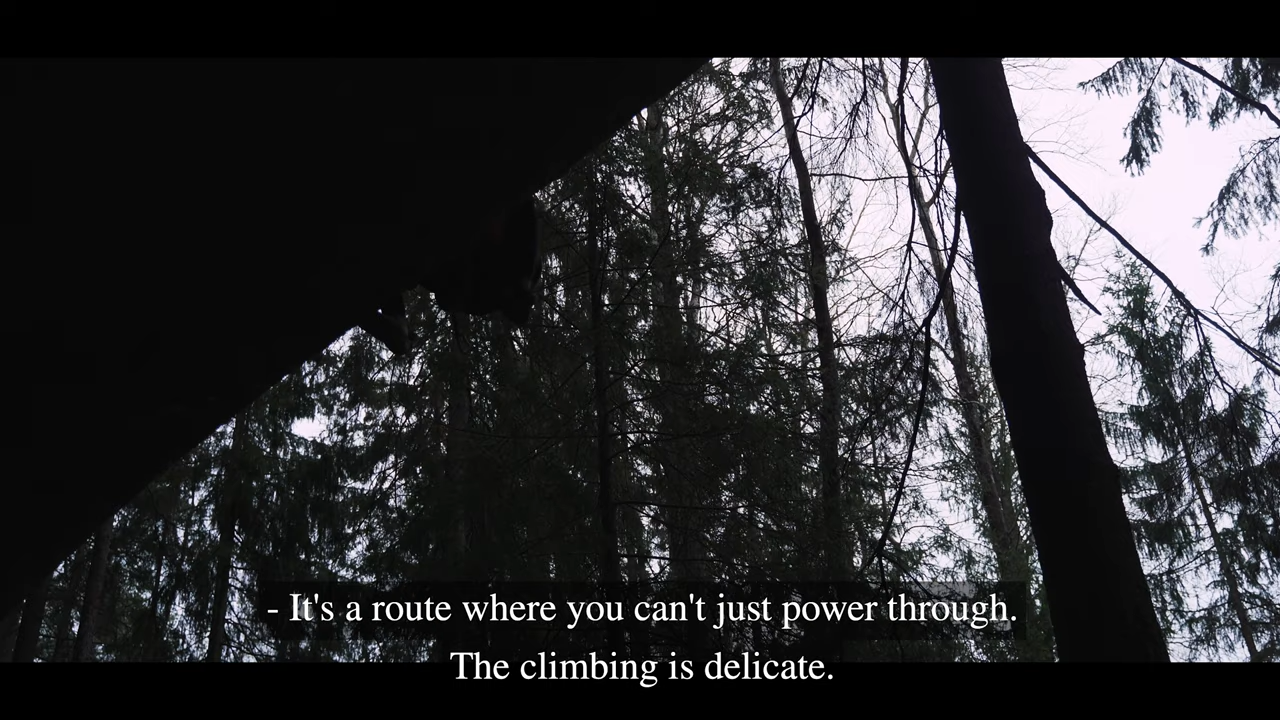 - It's a route where you can't just power through.
The climbing is delicate.